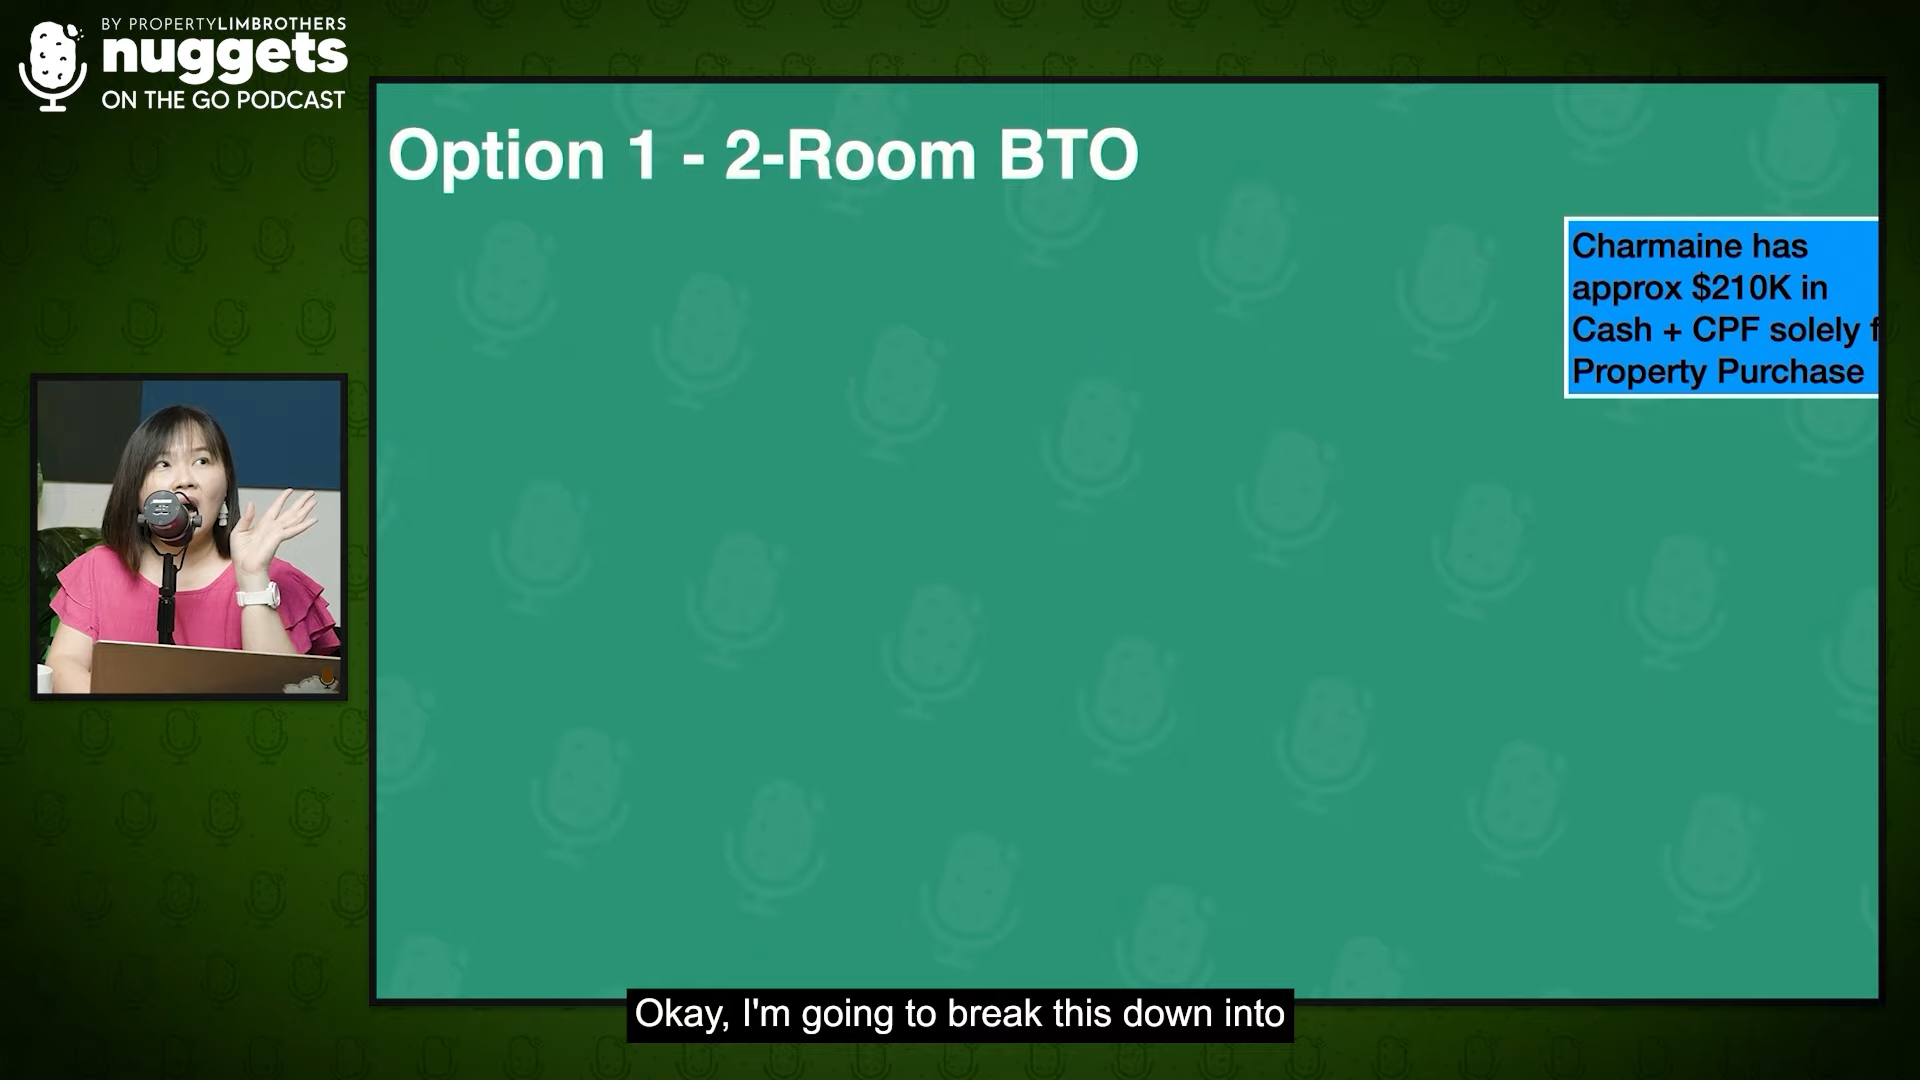 BY PROPERTYLIMBROTHERS
nuggets
ON THE GO PODCAST
Option 1 - 2-Room BTO
Charmaine has
approx $210K in
Cash + CPF solely f
Property Purchase
Okay, I'm going to break this down into